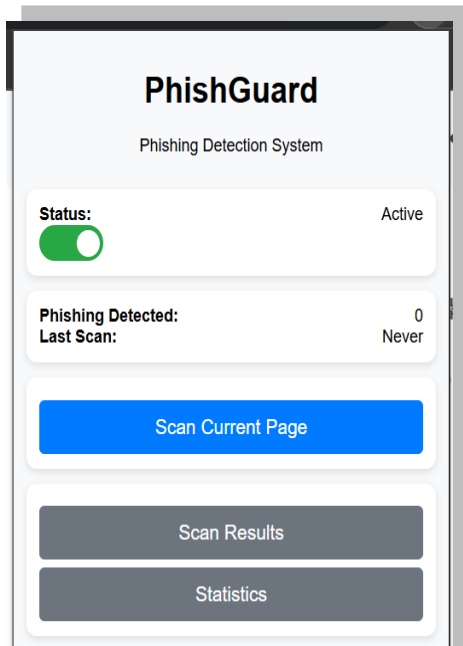 PhishGuard
Phishing Detection System
Status: Active
Phishing Detected: 0
Last Scan: Never
Scan Current Page
Scan Results
Statistics